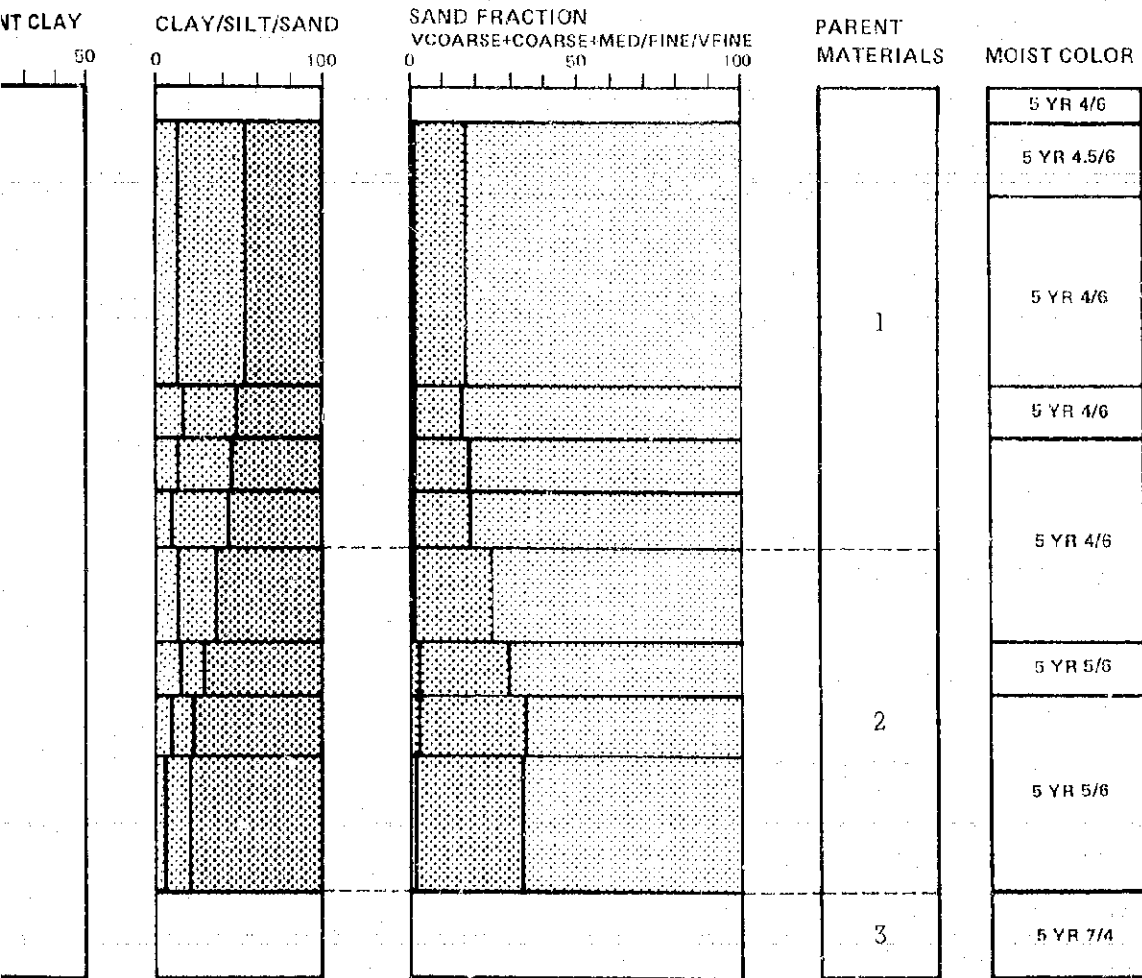 NT CLAY
50
CLAY/SILT/SAND
0 100
SAND FRACTION
VCOARSE+COARSE+MED/FINE/VFINE
0 50 100
PARENT
MATERIALS
MOIST COLOR
5 YR 4/6
5 YR 4.5/6
5 YR 4/6
1
5 YR 4/6
5 YR 4/6
5 YR 5/6
2
5 YR 5/6
3
5 YR 7/4